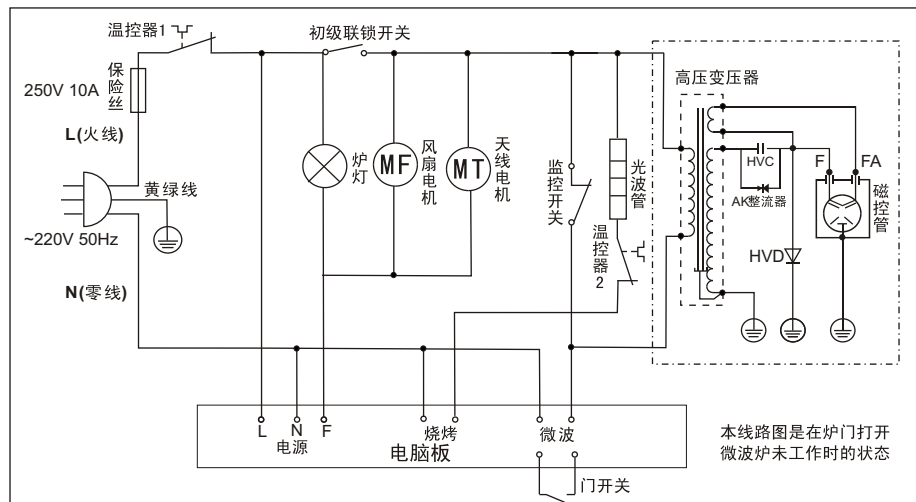 温控器1
初级联锁开关
高压变压器
保险丝
250V 10A
L(火线)
黄绿线
~220V 50Hz
N(零线)
炉灯
MF
风扇电机
MT
天线电机
监控开关
光波管
温控器2
HVC
AK整流器
HVD
F
FA
磁控管
L
N
F
电源
烧烤
微波
电脑板
门开关
本线路图是在炉门打开
微波炉未工作时的状态